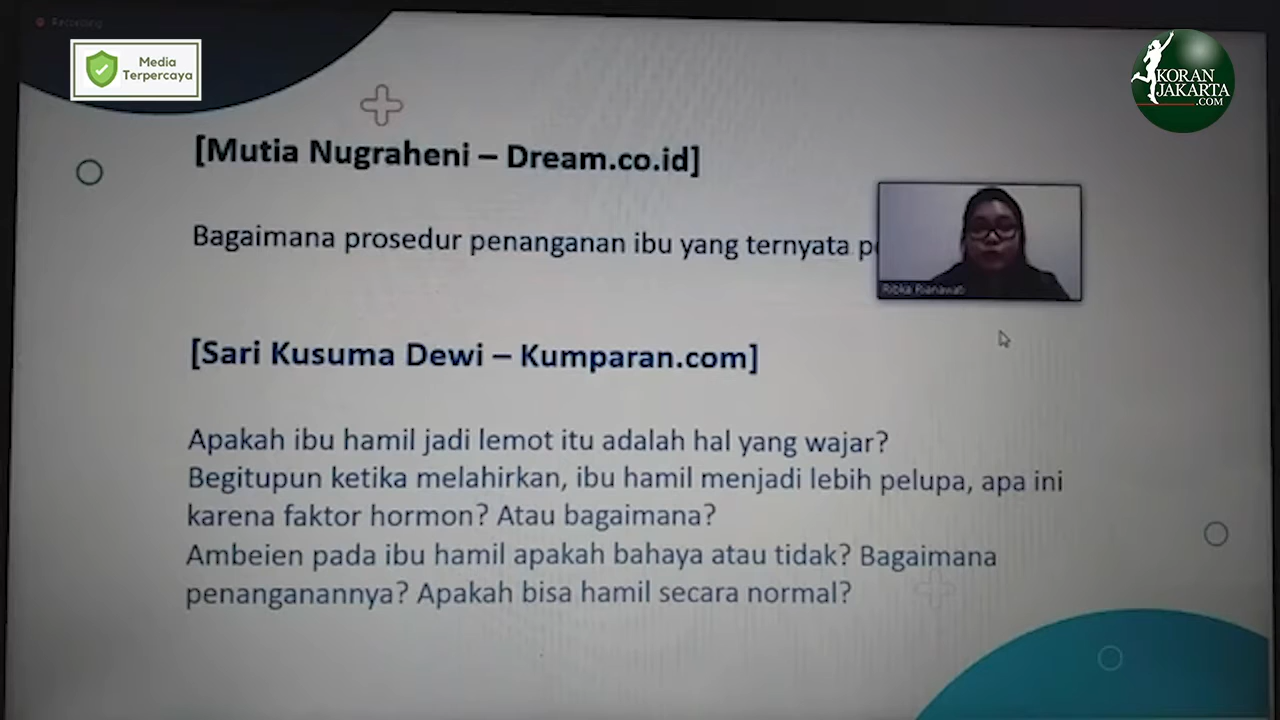 Recording
Media
Terpercaya
KORAN
JAKARTA
.COM
[Mutia Nugraheni – Dream.co.id]
Bagaimana prosedur penanganan ibu yang ternyata
Ribka Rianawati
[Sari Kusuma Dewi – Kumparan.com]
Apakah ibu hamil jadi lemot itu adalah hal yang wajar?
Begitupun ketika melahirkan, ibu hamil menjadi lebih pelupa, apa ini
karena faktor hormon? Atau bagaimana?
Ambeien pada ibu hamil apakah bahaya atau tidak? Bagaimana
penanganannya? Apakah bisa hamil secara normal?